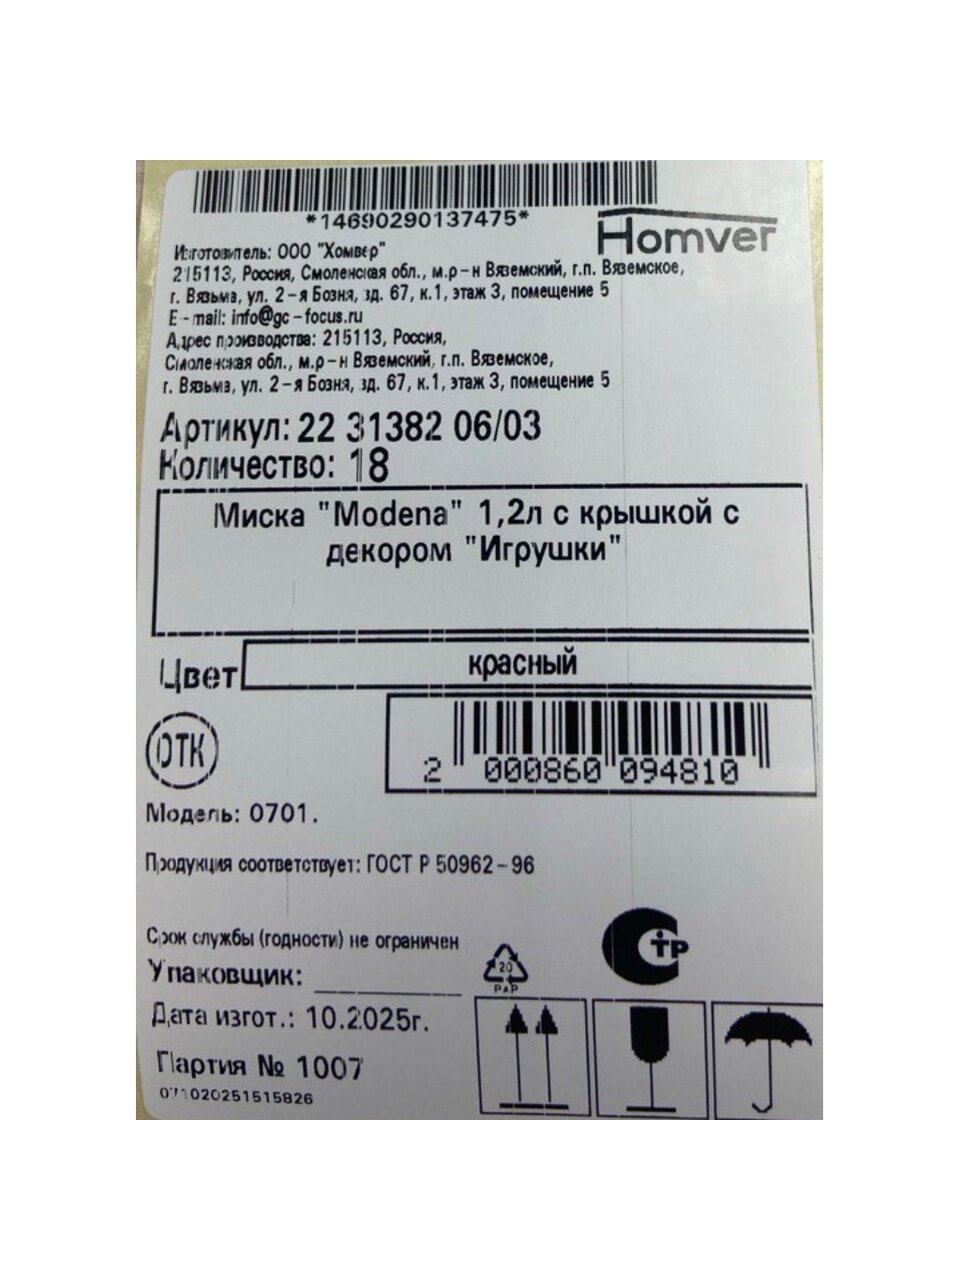 *14690290137475*
Homver
Изготовитель: ООО "Хомвер"
215113, Россия, Смоленская обл., м.р-н Вяземский, г.п. Вяземское,
г. Вязьма, ул. 2-я Бозня, зд. 67, к.1, этаж 3, помещение 5
E-mail: info@gc-focus.ru
Адрес производства: 215113, Россия,
Смоленская обл., м.р-н Вяземский, г.п. Вяземское,
г. Вязьма, ул. 2-я Бозня, зд. 67, к.1, этаж 3, помещение 5
Артикул: 22 31382 06/03
Количество: 18
Миска "Modena" 1,2л с крышкой с
декором "Игрушки"
Цвет красный
ОТК
2 000860 094810
Модель: 0701.
Продукция соответствует: ГОСТ Р 50962-96
Срок службы (годности) не ограничен
Упаковщик:
20
PAP
СТР
Дата изгот.: 10.2025г.
Партия № 1007
071020251515826